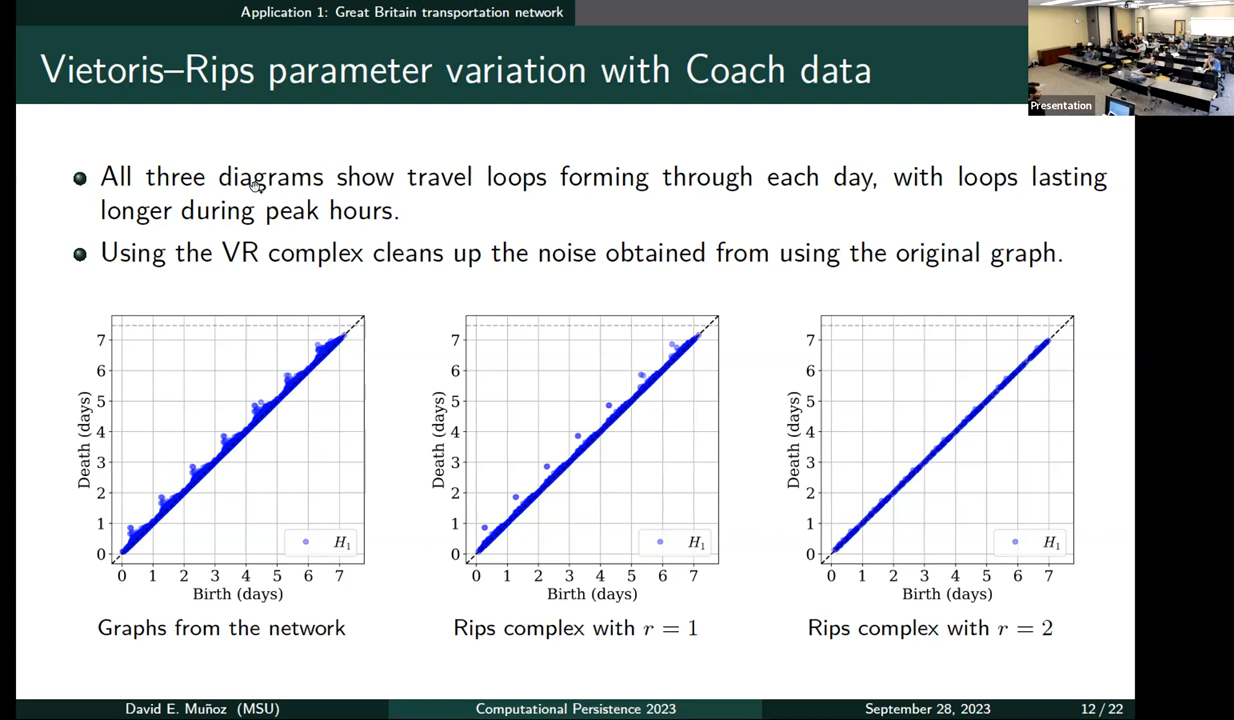 Application 1: Great Britain transportation network
Vietoris–Rips parameter variation with Coach data
Presentation
All three diagrams show travel loops forming through each day, with loops lasting
longer during peak hours.
Using the VR complex cleans up the noise obtained from using the original graph.
7
6
5
4
3
2
1
0
Death (days)
H1
0 1 2 3 4 5 6 7
Birth (days)
Graphs from the network
7
6
5
4
3
2
1
0
Death (days)
H1
0 1 2 3 4 5 6 7
Birth (days)
Rips complex with r = 1
7
6
5
4
3
2
1
0
Death (days)
H1
0 1 2 3 4 5 6 7
Birth (days)
Rips complex with r = 2
David E. Muñoz (MSU)
Computational Persistence 2023
September 28, 2023
12 / 22